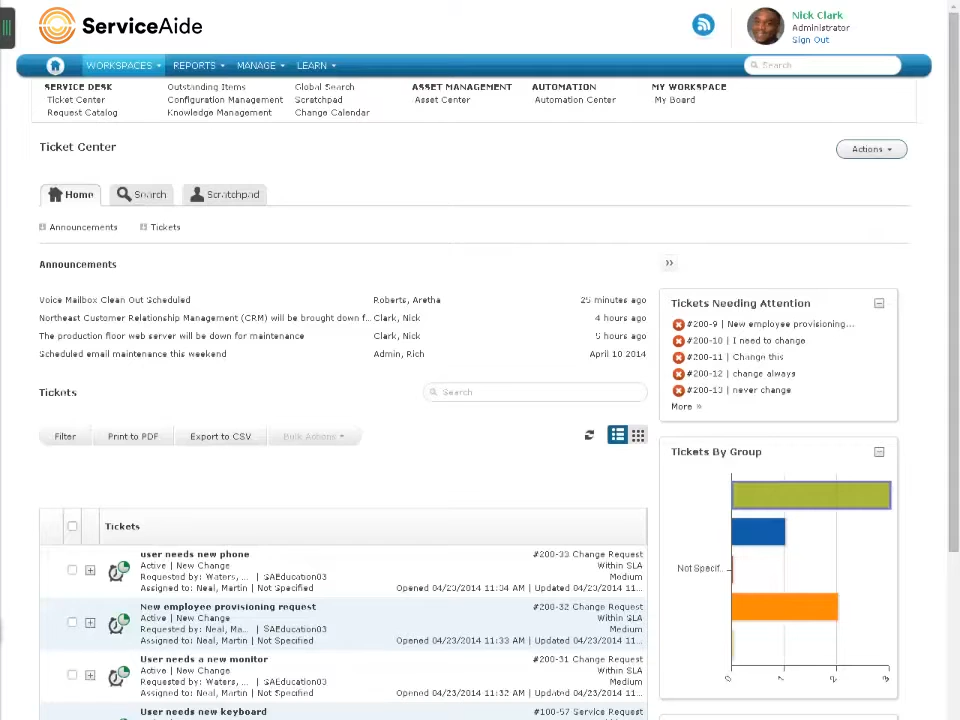 ServiceAide
Nick Clark
Administrator
Sign Out
WORKSPACES REPORTS MANAGE LEARN Search
SERVICE DESK Outstanding Items Global Search ASSET MANAGEMENT AUTOMATION MY WORKSPACE
Ticket Center Configuration Management Scratchpad Asset Center Automation Center My Board
Request Catalog Knowledge Management Change Calendar
Ticket Center Actions
Home Search Scratchpad
Announcements Tickets
Announcements »
Voice Mailbox Clean Out Scheduled Roberts, Aretha 25 minutes ago
Northeast Customer Relationship Management (CRM) will be brought down f... Clark, Nick 4 hours ago
The production floor web server will be down for maintenance Clark, Nick 5 hours ago
Scheduled email maintenance this weekend Admin, Rich April 10 2014
Tickets Search
Filter Print to PDF Export to CSV Bulk Actions
Tickets
user needs new phone #200-33 Change Request
Active | New Change Within SLA
Requested by: Waters, ... | SAEducation03 Medium
Assigned to: Neal, Martin | Not Specified Opened 04/23/2014 11:34 AM | Updated 04/23/2014 11...
New employee provisioning request #200-32 Change Request
Active | New Change Within SLA
Requested by: Neal, Ma... | SAEducation03 Medium
Assigned to: Neal, Martin | Not Specified Opened 04/23/2014 11:33 AM | Updated 04/23/2014 11...
User needs a new monitor #200-31 Change Request
Active | New Change Within SLA
Requested by: Waters, ... | SAEducation03 Medium
Assigned to: Neal, Martin | Not Specified Opened 04/23/2014 11:32 AM | Updated 04/23/2014 11...
User needs new keyboard #100-57 Service Request
Tickets Needing Attention
#200-9 | New employee provisioning...
#200-10 | I need to change
#200-11 | Change this
#200-12 | change always
#200-13 | never change
More »
Tickets By Group
Not Specif..
0 1 2 3